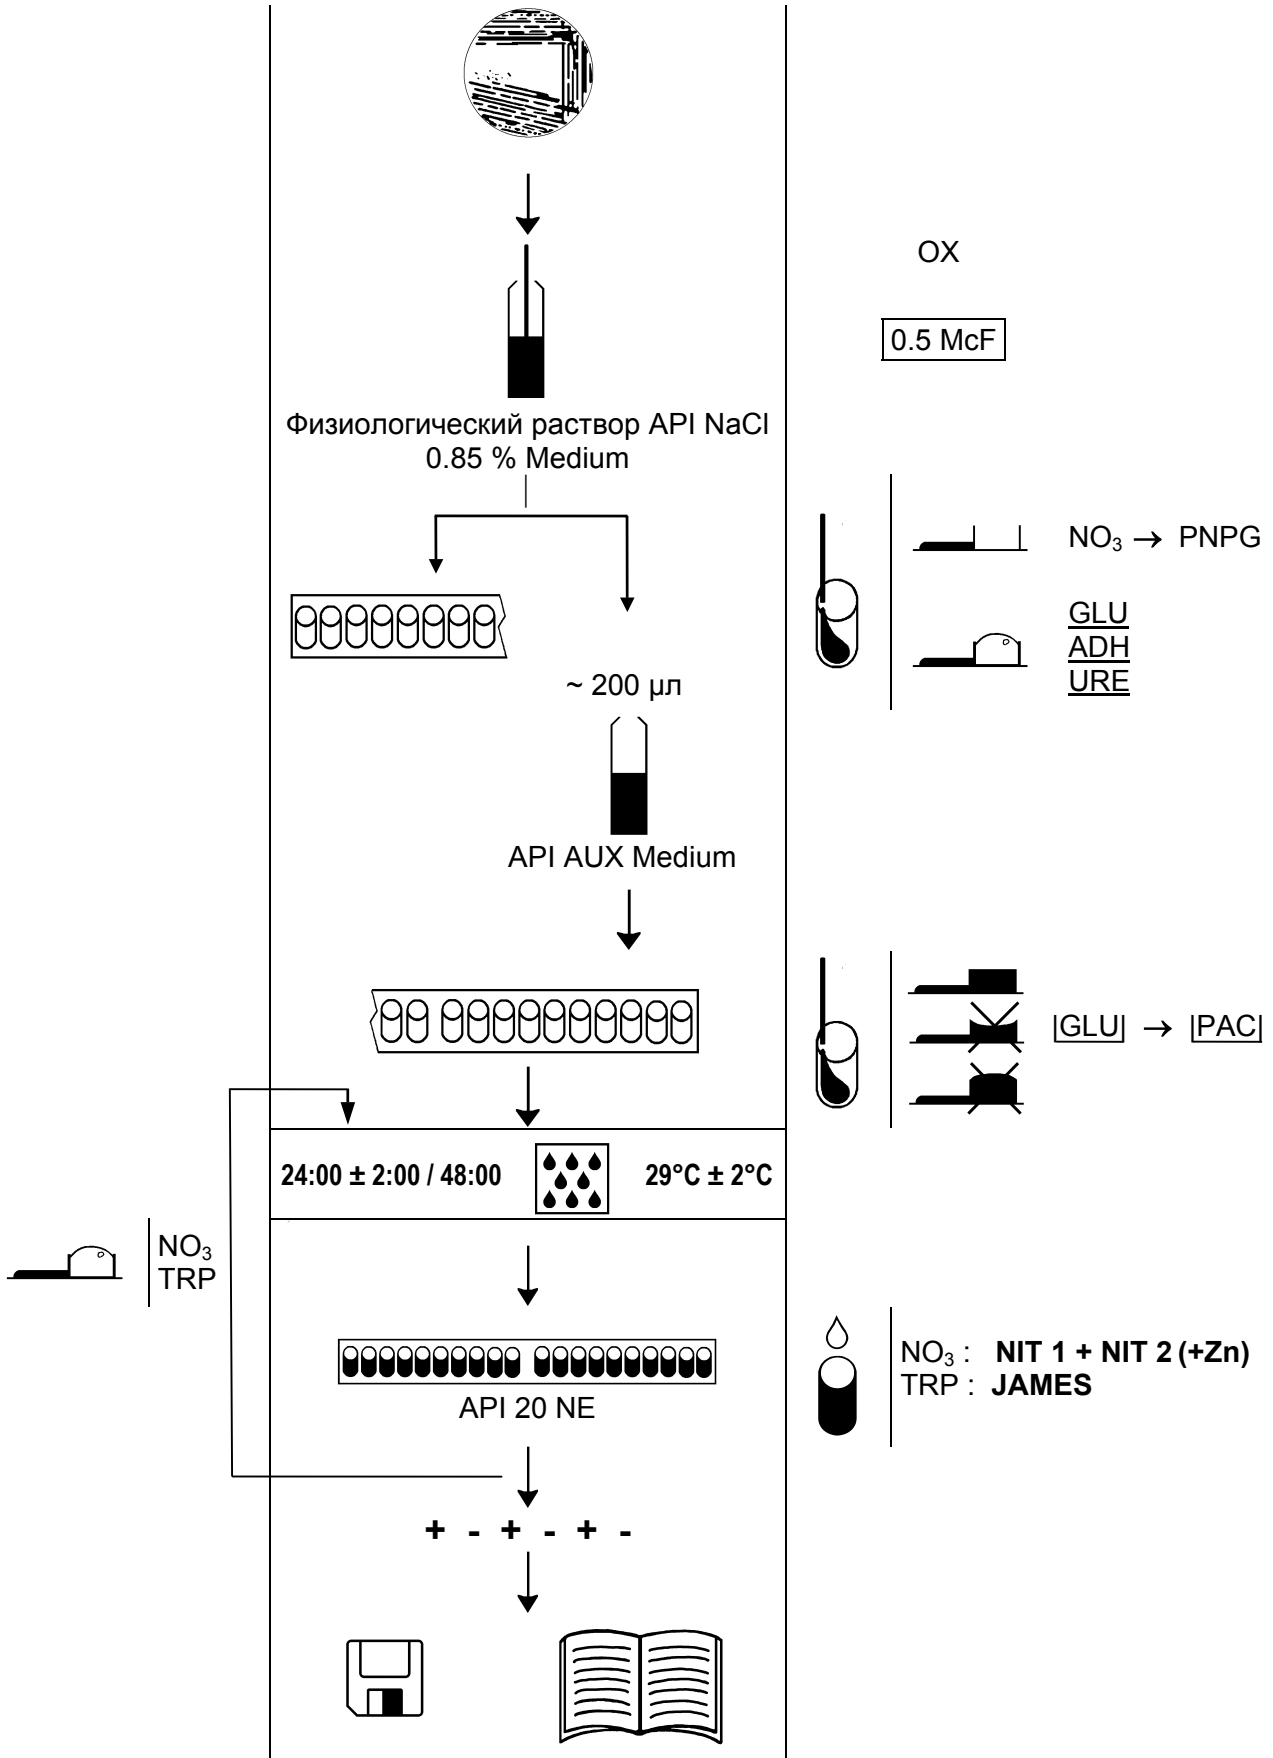 OX
0.5 McF
Физиологический раствор API NaCl
0.85 % Medium
NO₃ → PNPG
GLU
ADH
URE
~ 200 µл
API AUX Medium
|GLU| → |PAC|
24:00 ± 2:00 / 48:00
29°C ± 2°C
NO₃
TRP
NO₃ : NIT 1 + NIT 2 (+Zn)
TRP : JAMES
API 20 NE
+ - + - + -